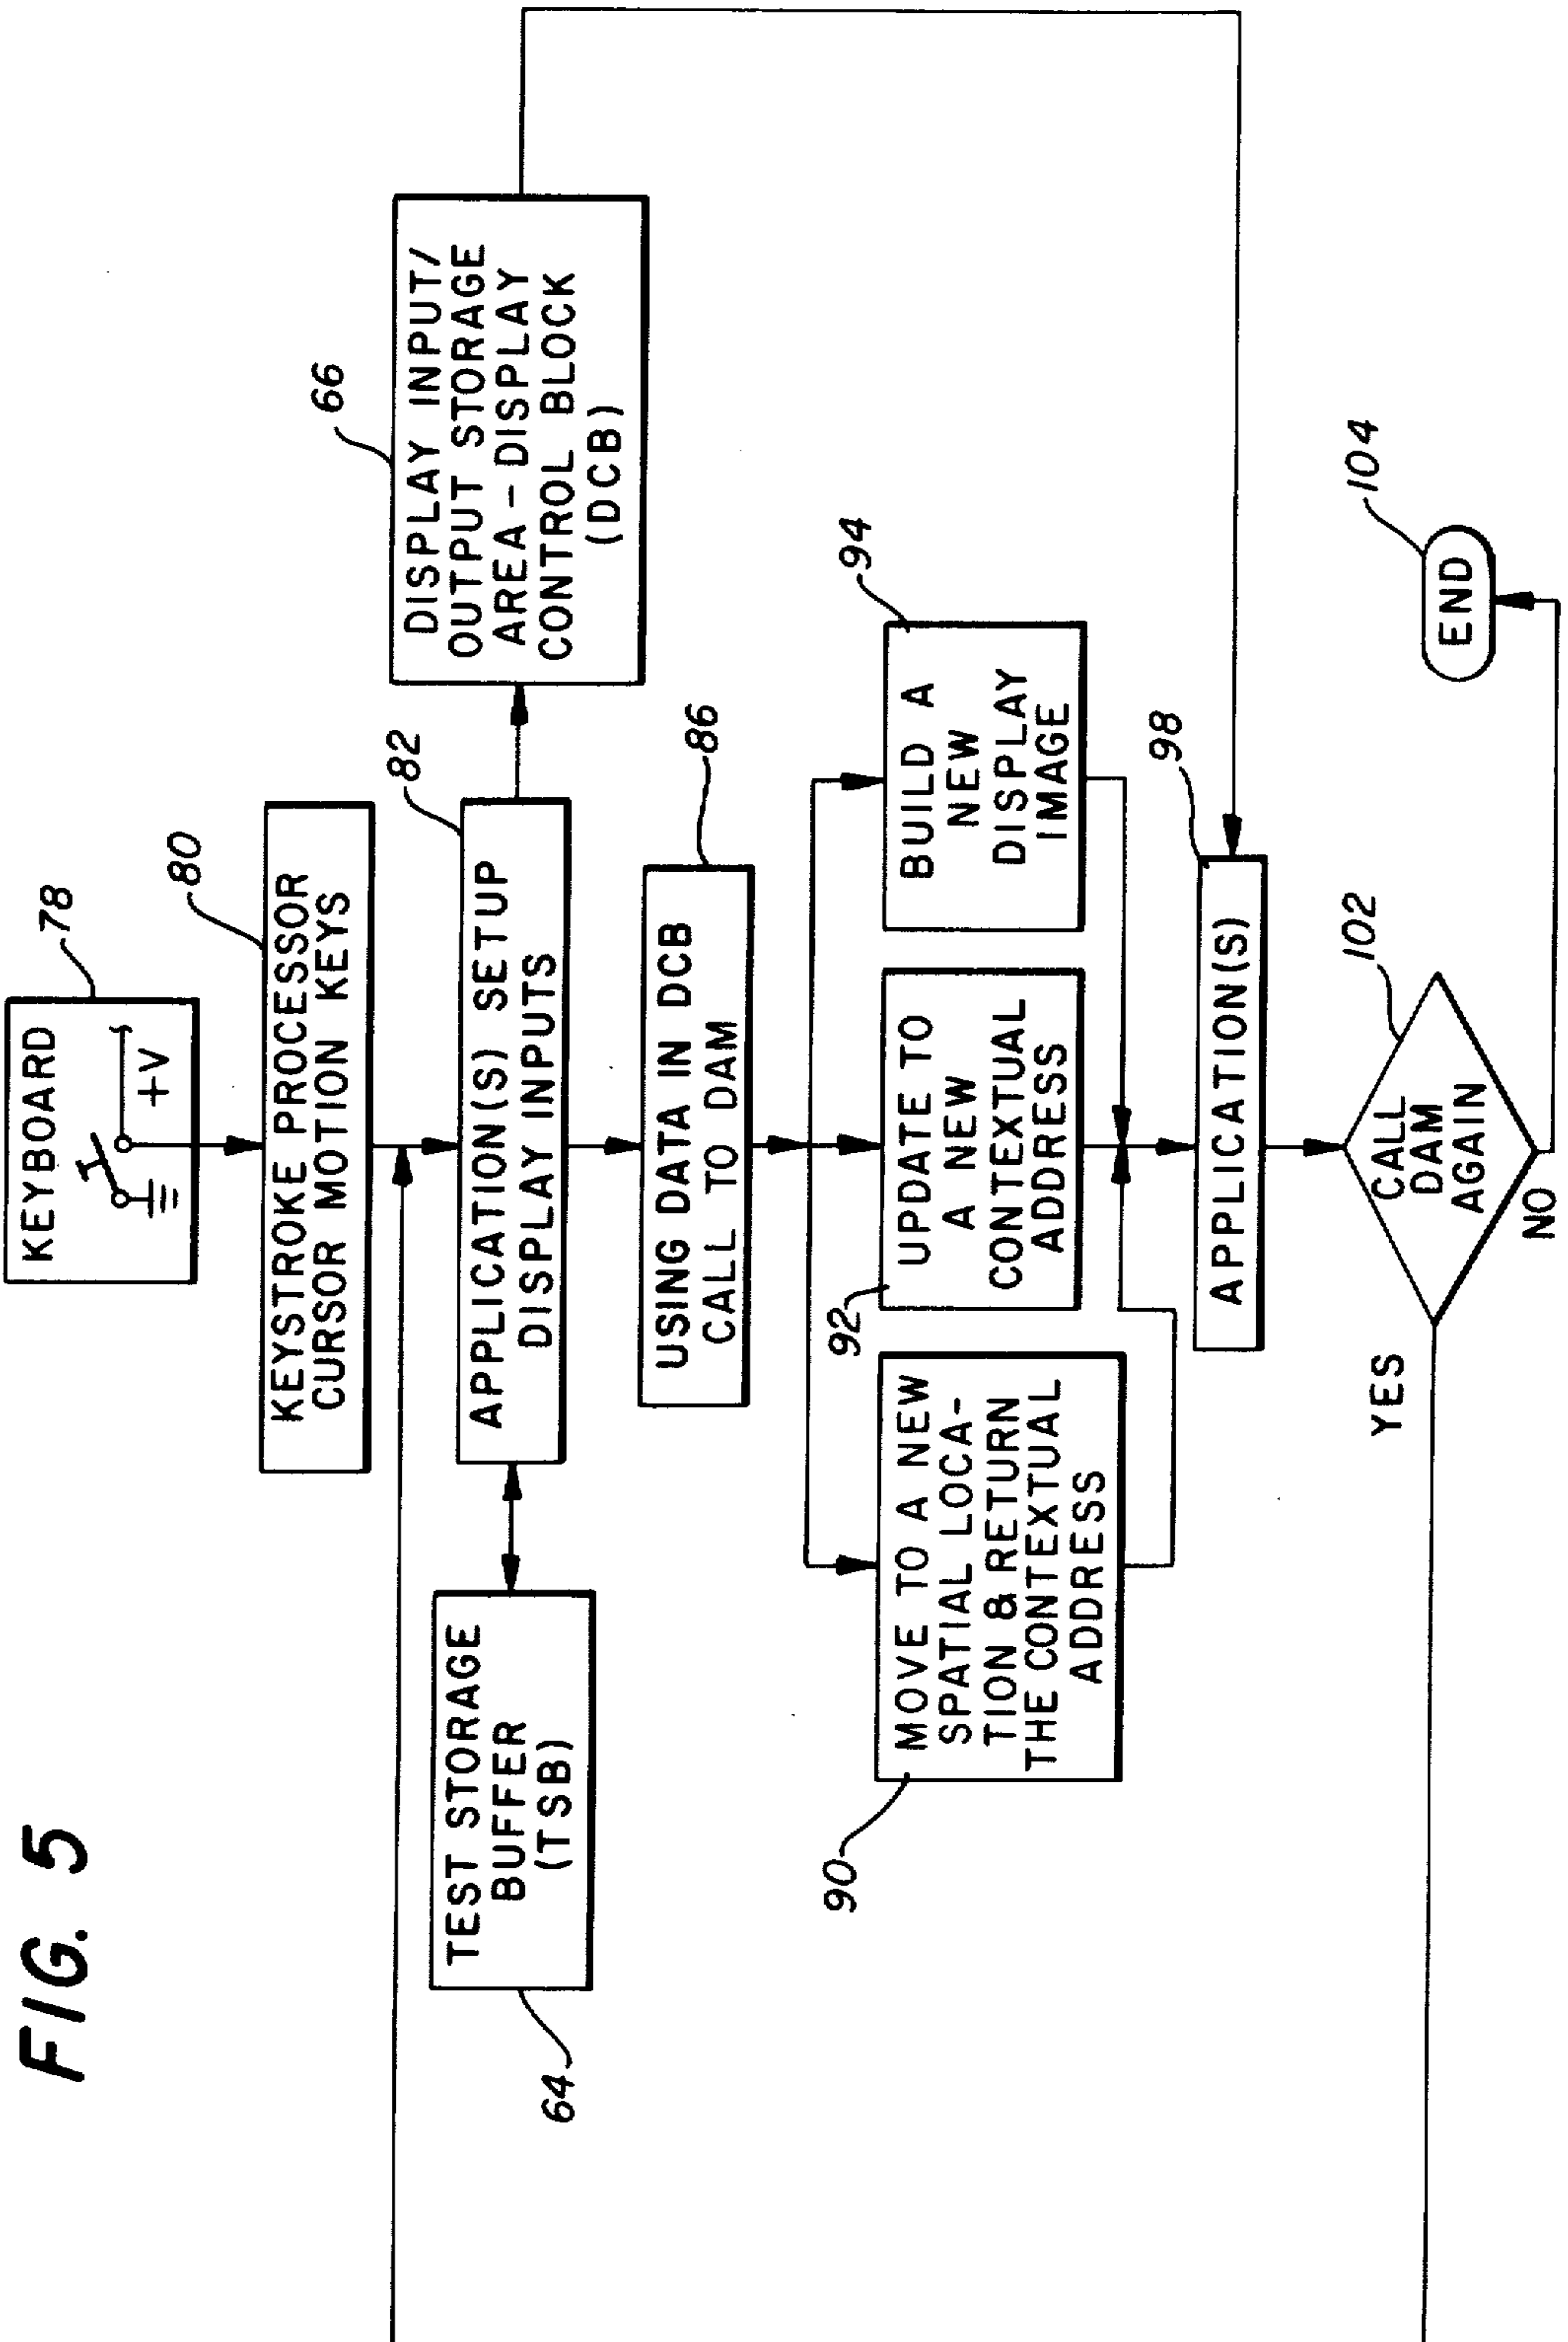 FIG. 5
KEYBOARD
+V
78
KEYSTROKE PROCESSOR
CURSOR MOTION KEYS
80
TEST STORAGE
BUFFER
(TSB)
64
APPLICATION(S) SETUP
DISPLAY INPUTS
82
DISPLAY INPUT/
OUTPUT STORAGE
AREA-DISPLAY
CONTROL BLOCK
(DCB)
66
USING DATA IN DCB
CALL TO DAM
86
MOVE TO A NEW
SPATIAL LOCA-
TION & RETURN
THE CONTEXTUAL
ADDRESS
90
UPDATE TO
A NEW
CONTEXTUAL
ADDRESS
92
BUILD A
NEW
DISPLAY
IMAGE
94
APPLICATION(S)
98
CALL
DAM
AGAIN
102
YES
NO
END
104